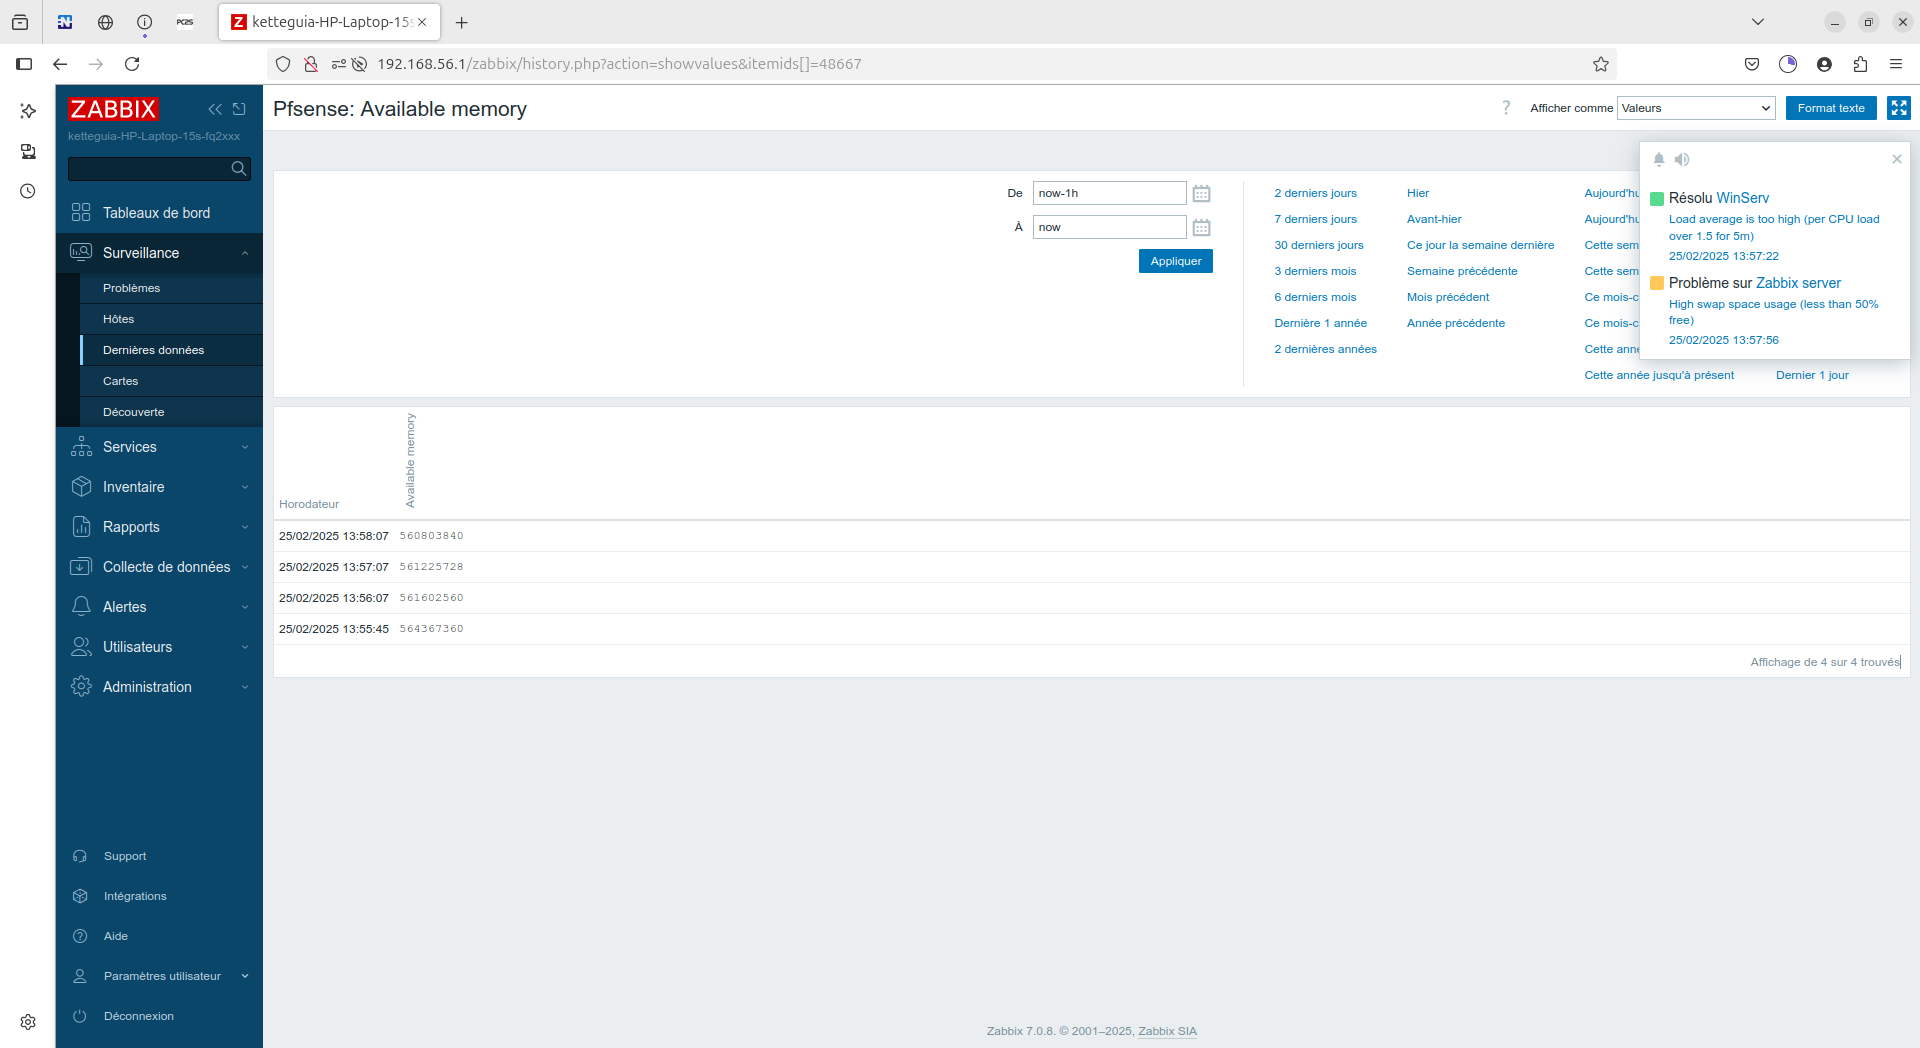 PC2S
Z ketteguia-HP-Laptop-15s
192.168.56.1/zabbix/history.php?action=showvalues&itemids[]=48667
ZABBIX
ketteguia-HP-Laptop-15s-fq2xxx
Tableaux de bord
Surveillance
Problèmes
Hôtes
Dernières données
Cartes
Découverte
Services
Inventaire
Rapports
Collecte de données
Alertes
Utilisateurs
Administration
Support
Intégrations
Aide
Paramètres utilisateur
Déconnexion
Pfsense: Available memory
? Afficher comme Valeurs Format texte
De now-1h
À now
Appliquer
2 derniers jours
7 derniers jours
30 derniers jours
3 derniers mois
6 derniers mois
Dernière 1 année
2 dernières années
Hier
Avant-hier
Ce jour la semaine dernière
Semaine précédente
Mois précédent
Année précédente
Aujourd'hu
Aujourd'hu
Cette sem
Cette sem
Ce mois-c
Ce mois-c
Cette anné
Cette année jusqu'à présent
Dernier 1 jour
Résolu WinServ
Load average is too high (per CPU load
over 1.5 for 5m)
25/02/2025 13:57:22
Problème sur Zabbix server
High swap space usage (less than 50%
free)
25/02/2025 13:57:56
Horodateur Available memory
25/02/2025 13:58:07 560803840
25/02/2025 13:57:07 561225728
25/02/2025 13:56:07 561602560
25/02/2025 13:55:45 564367360
Affichage de 4 sur 4 trouvés
Zabbix 7.0.8. © 2001–2025, Zabbix SIA